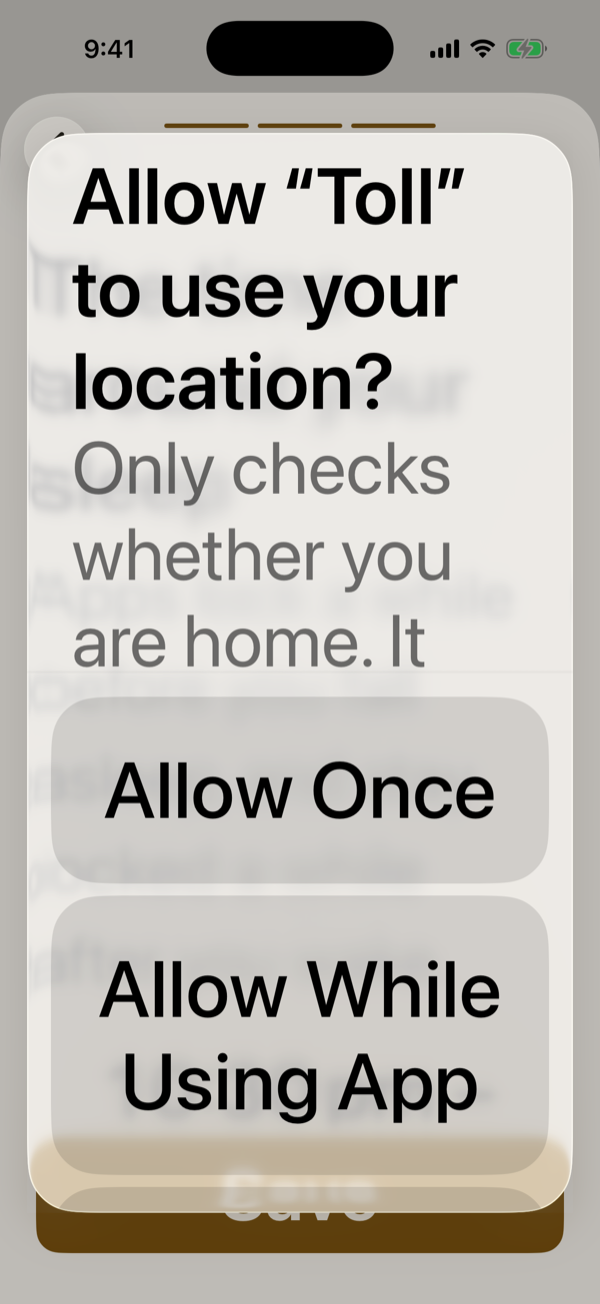 9:41
Allow “Toll”
to use your
location?
Only checks
whether you
are home. It
Allow Once
Allow While
Using App
Save